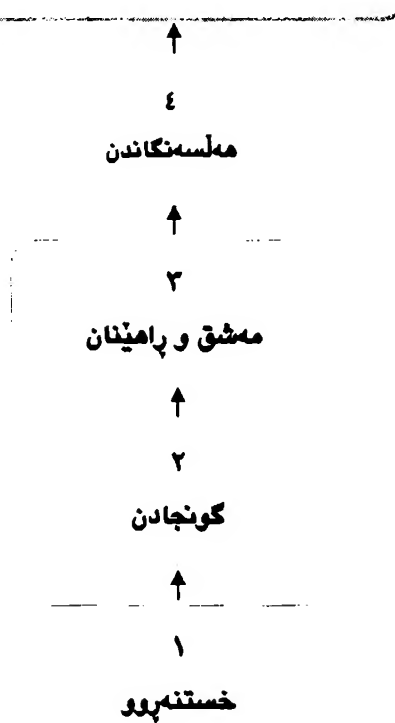 ٤
هەڵسەنگاندن
٣
مەشق و ڕاهێنان
٢
گونجادن
١
خستنەڕوو